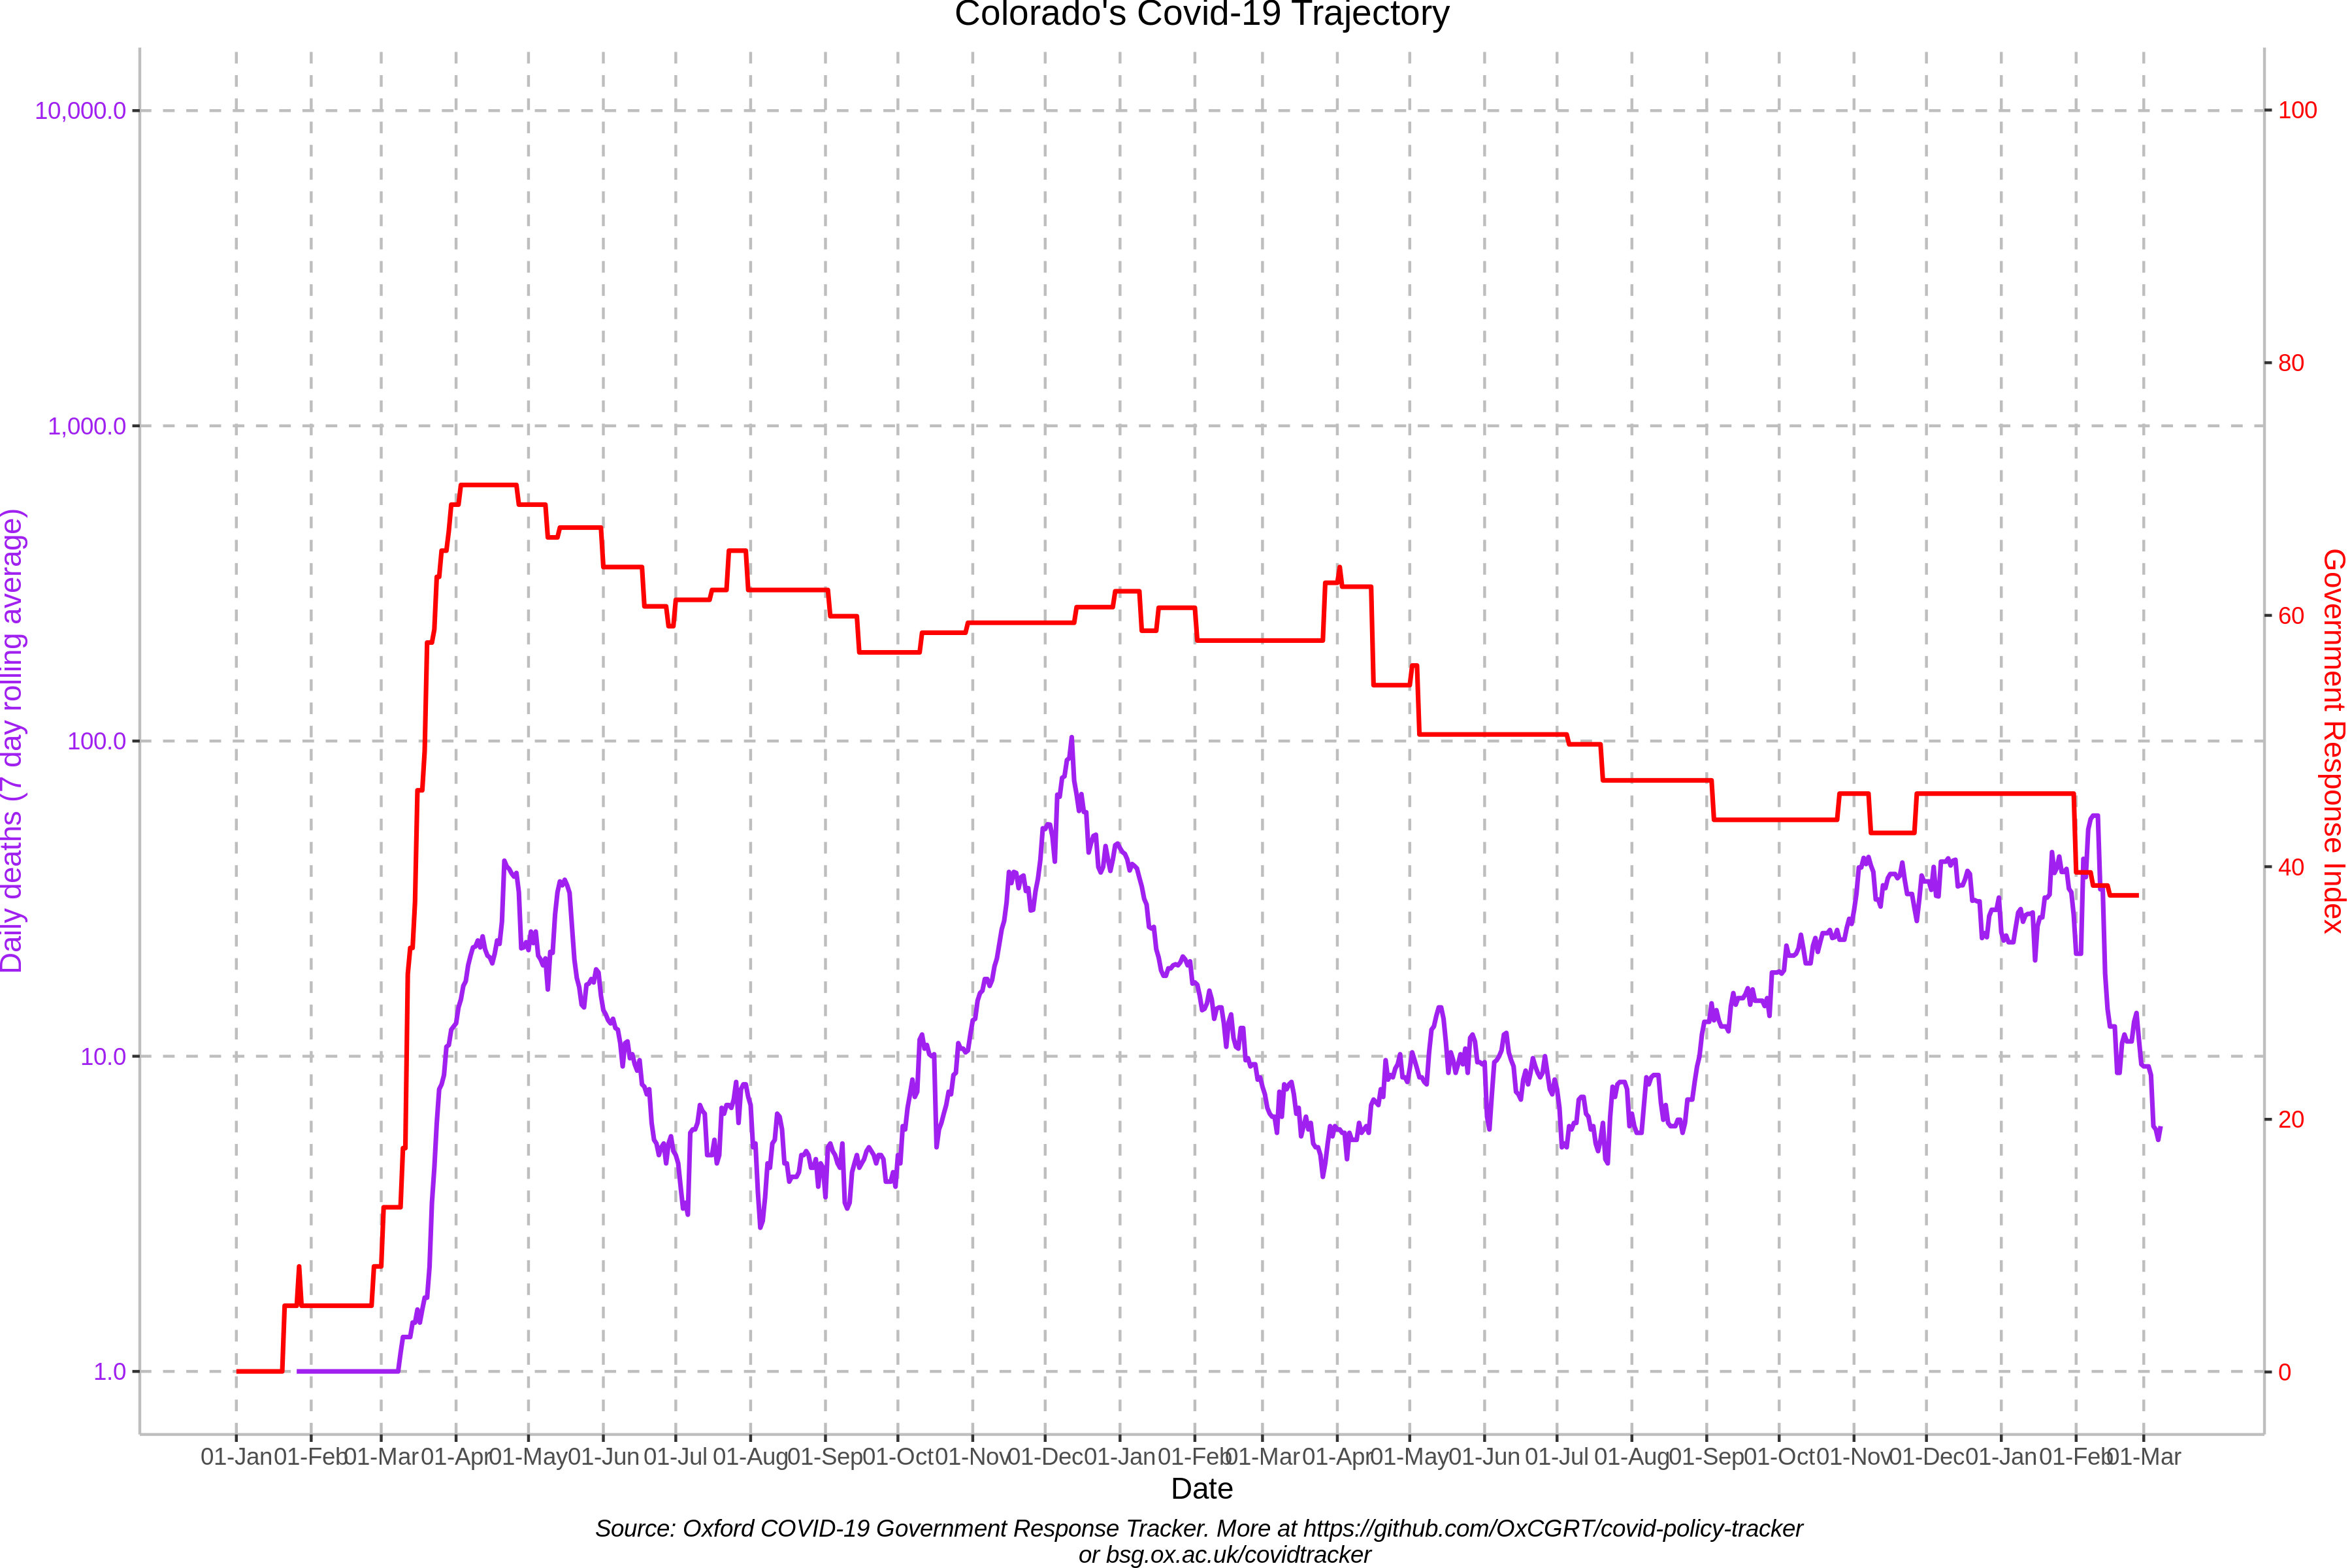 Colorado's Covid-19 Trajectory
10,000.0
1,000.0
100.0
10.0
1.0
Daily deaths (7 day rolling average)
100
80
60
40
20
0
Government Response Index
01-Jan 01-Feb 01-Mar 01-Apr 01-May 01-Jun 01-Jul 01-Aug 01-Sep 01-Oct 01-Nov 01-Dec 01-Jan 01-Feb 01-Mar 01-Apr 01-May 01-Jun 01-Jul 01-Aug 01-Sep 01-Oct 01-Nov 01-Dec 01-Jan 01-Feb 01-Mar
Date
Source: Oxford COVID-19 Government Response Tracker. More at https://github.com/OxCGRT/covid-policy-tracker
or bsg.ox.ac.uk/covidtracker